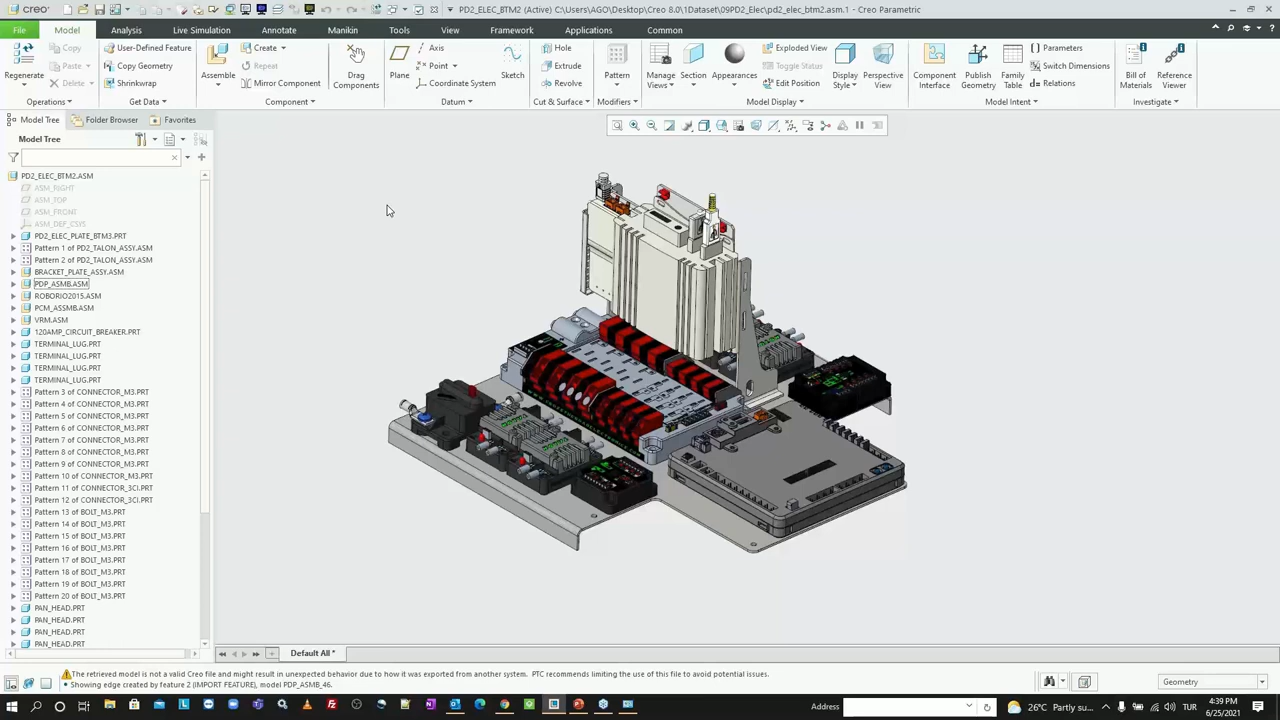 creo
PD2_ELEC_BTM2 (Active) C:\Users\AGO\Desktop\Creo 8.0\1Dataset\09PD2_Elec\pd2_elec_btm2.asm.1 - Creo Parametric
File Model Analysis Live Simulation Annotate Manikin Tools View Framework Applications Common
Regenerate
Copy
Paste
Delete
Operations
User-Defined Feature
Copy Geometry
Shrinkwrap
Get Data
Assemble
Create
Repeat
Mirror Component
Component
Drag Components
Plane
Axis
Point
Coordinate System
Sketch
Datum
Hole
Extrude
Revolve
Cut & Surface
Pattern
Modifiers
Manage Views
Section
Appearances
Exploded View
Toggle Status
Edit Position
Display Style
Perspective View
Model Display
Component Interface
Publish Geometry
Family Table
Parameters
Switch Dimensions
Relations
Model Intent
Bill of Materials
Reference Viewer
Investigate
Model Tree Folder Browser Favorites
Model Tree
PD2_ELEC_BTM2.ASM
ASM_RIGHT
ASM_TOP
ASM_FRONT
ASM_DEF_CSYS
PD2_ELEC_PLATE_BTM3.PRT
Pattern 1 of PD2_TALON_ASSY.ASM
Pattern 2 of PD2_TALON_ASSY.ASM
BRACKET_PLATE_ASSY.ASM
PDP_ASMB.ASM
ROBORIO2015.ASM
PCM_ASSMB.ASM
VRM.ASM
120AMP_CIRCUIT_BREAKER.PRT
TERMINAL_LUG.PRT
TERMINAL_LUG.PRT
TERMINAL_LUG.PRT
TERMINAL_LUG.PRT
Pattern 3 of CONNECTOR_M3.PRT
Pattern 4 of CONNECTOR_M3.PRT
Pattern 5 of CONNECTOR_M3.PRT
Pattern 6 of CONNECTOR_M3.PRT
Pattern 7 of CONNECTOR_M3.PRT
Pattern 8 of CONNECTOR_M3.PRT
Pattern 9 of CONNECTOR_M3.PRT
Pattern 10 of CONNECTOR_M3.PRT
Pattern 11 of CONNECTOR_3CI.PRT
Pattern 12 of CONNECTOR_3CI.PRT
Pattern 13 of BOLT_M3.PRT
Pattern 14 of BOLT_M3.PRT
Pattern 15 of BOLT_M3.PRT
Pattern 16 of BOLT_M3.PRT
Pattern 17 of BOLT_M3.PRT
Pattern 18 of BOLT_M3.PRT
Pattern 19 of BOLT_M3.PRT
Pattern 20 of BOLT_M3.PRT
PAN_HEAD.PRT
PAN_HEAD.PRT
PAN_HEAD.PRT
PAN_HEAD.PRT
Default All *
The retrieved model is not a valid Creo file and might result in unexpected behavior due to how it was exported from another system. PTC recommends limiting the use of this file to avoid potential issues.
• Showing edge created by feature 2 (IMPORT FEATURE), model PDP_ASMB_46.
Geometry
Address
26°C Partly sunny
TUR
4:39 PM
6/25/2021